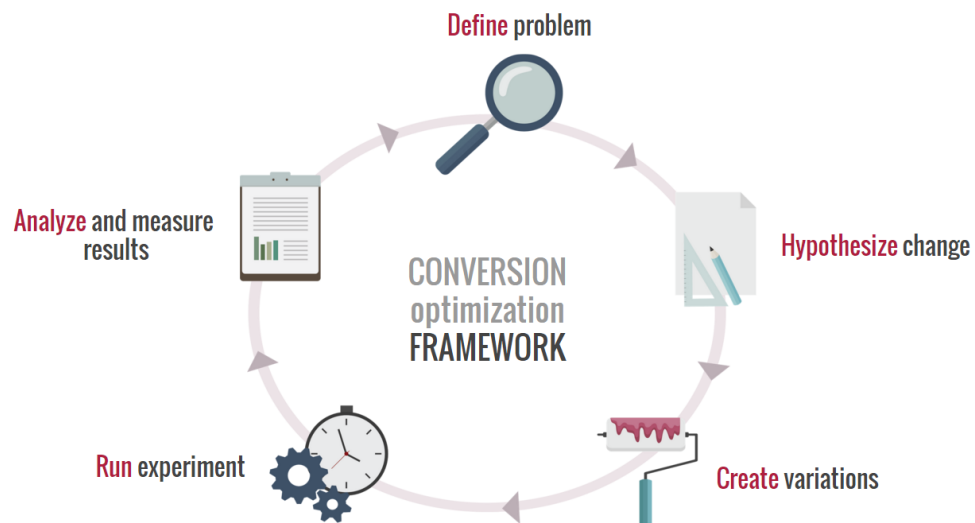 Define problem
Hypothesize change
Create variations
Run experiment
Analyze and measure
results
CONVERSION
optimization
FRAMEWORK